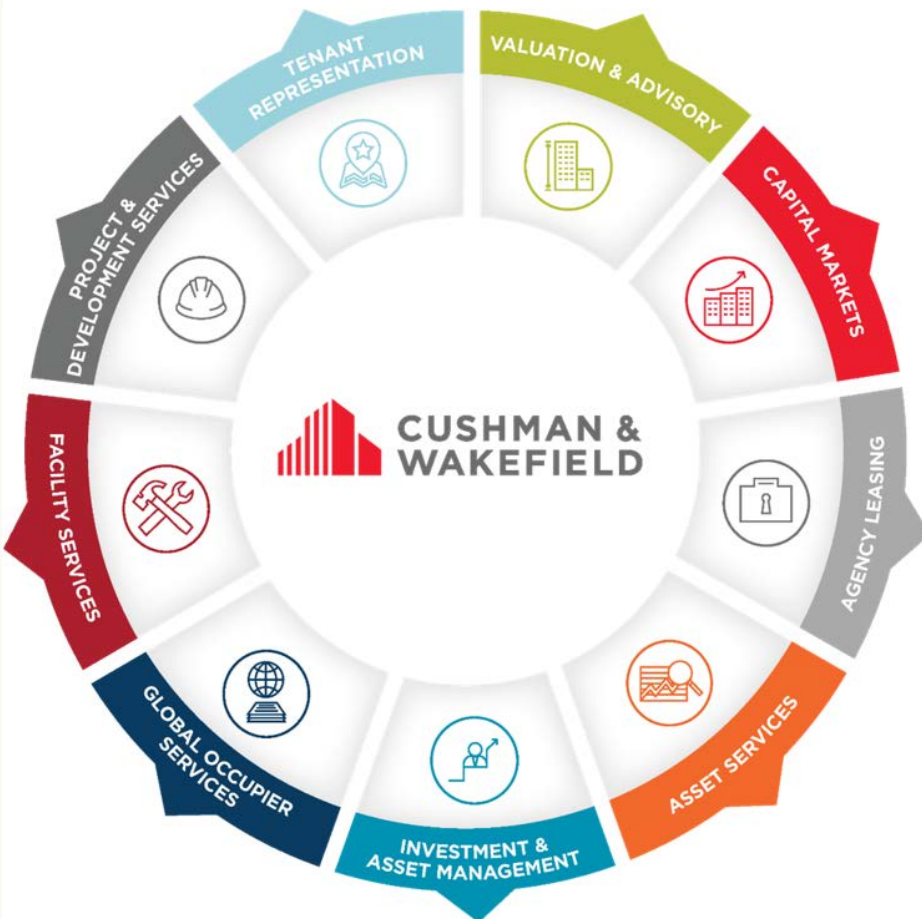 CUSHMAN &
WAKEFIELD
TENANT
REPRESENTATION
VALUATION & ADVISORY
CAPITAL MARKETS
AGENCY LEASING
ASSET SERVICES
INVESTMENT &
ASSET MANAGEMENT
GLOBAL OCCUPIER
SERVICES
FACILITY SERVICES
PROJECT &
DEVELOPMENT SERVICES